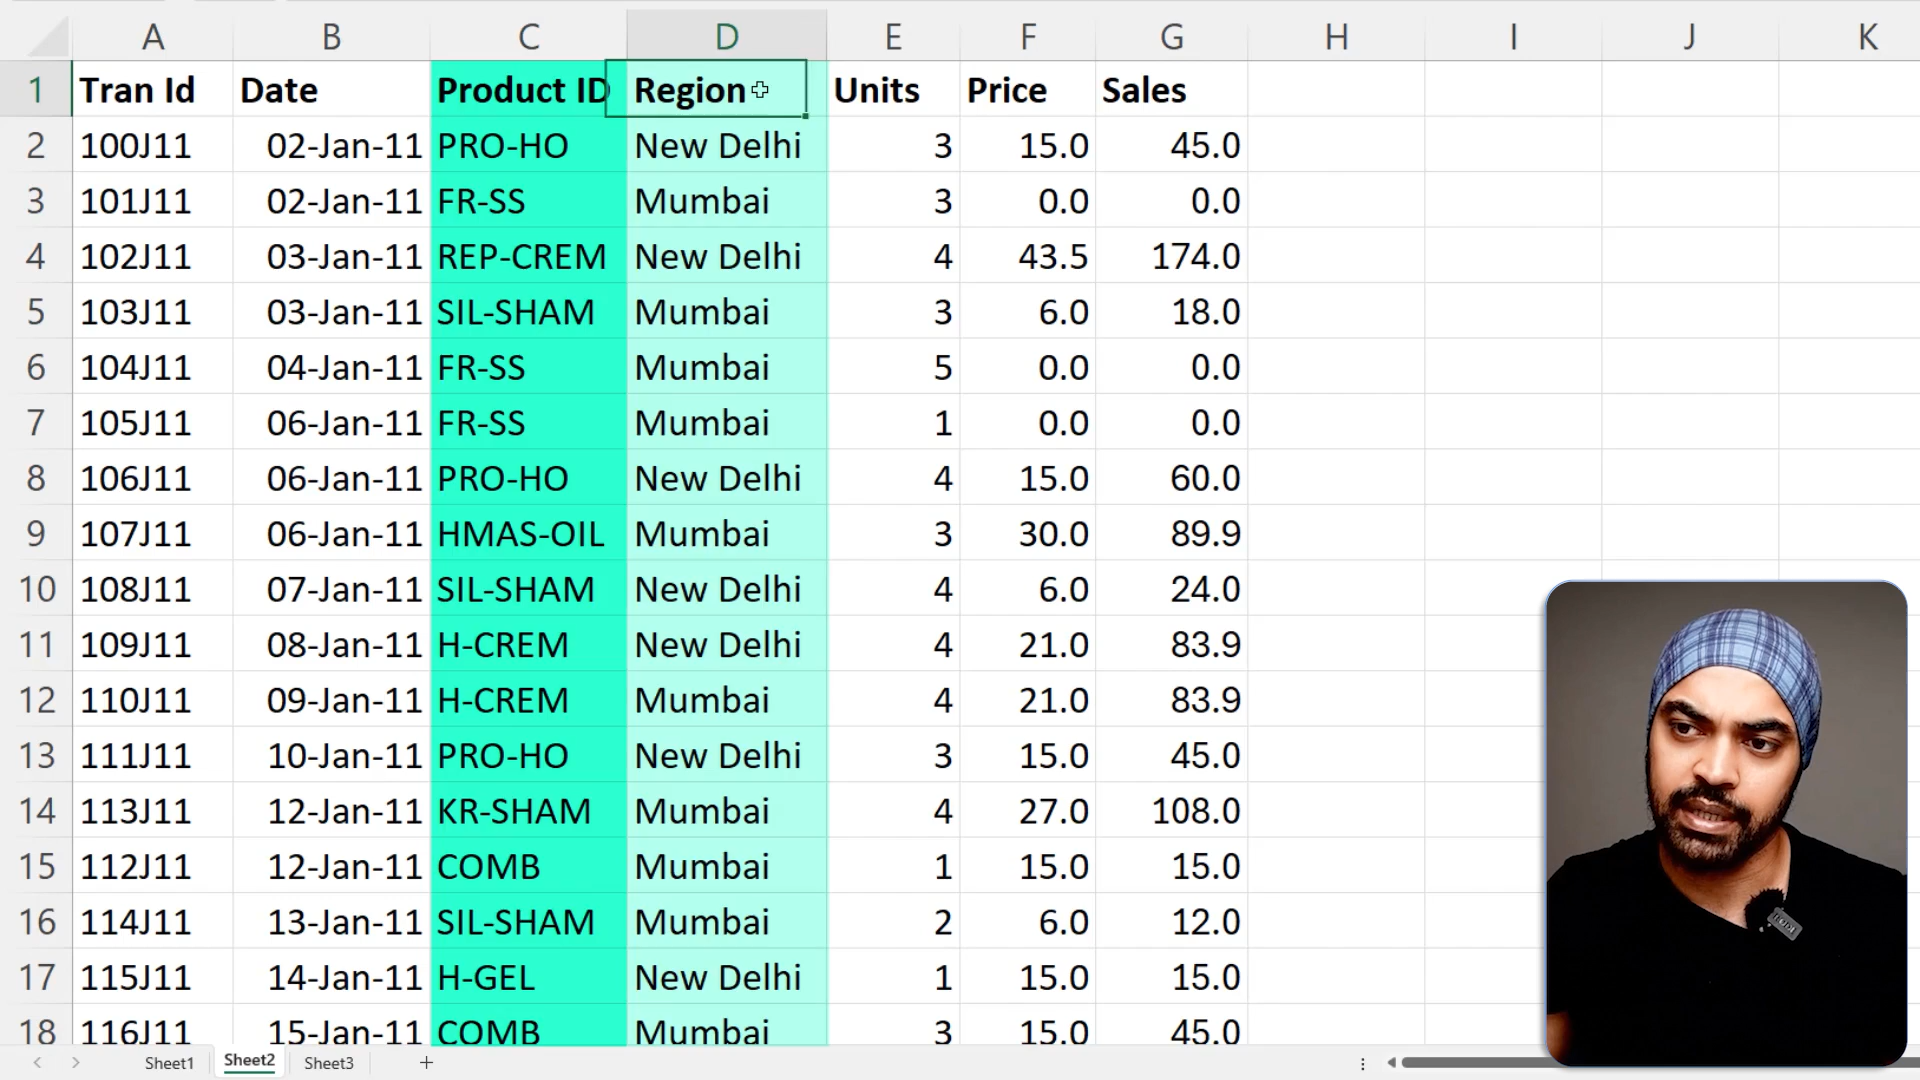 A B C D E F G H I J K
1 Tran Id Date Product ID Region Units Price Sales
2 100J11 02-Jan-11 PRO-HO New Delhi 3 15.0 45.0
3 101J11 02-Jan-11 FR-SS Mumbai 3 0.0 0.0
4 102J11 03-Jan-11 REP-CREM New Delhi 4 43.5 174.0
5 103J11 03-Jan-11 SIL-SHAM Mumbai 3 6.0 18.0
6 104J11 04-Jan-11 FR-SS Mumbai 5 0.0 0.0
7 105J11 06-Jan-11 FR-SS Mumbai 1 0.0 0.0
8 106J11 06-Jan-11 PRO-HO New Delhi 4 15.0 60.0
9 107J11 06-Jan-11 HMAS-OIL Mumbai 3 30.0 89.9
10 108J11 07-Jan-11 SIL-SHAM New Delhi 4 6.0 24.0
11 109J11 08-Jan-11 H-CREM New Delhi 4 21.0 83.9
12 110J11 09-Jan-11 H-CREM Mumbai 4 21.0 83.9
13 111J11 10-Jan-11 PRO-HO New Delhi 3 15.0 45.0
14 113J11 12-Jan-11 KR-SHAM Mumbai 4 27.0 108.0
15 112J11 12-Jan-11 COMB Mumbai 1 15.0 15.0
16 114J11 13-Jan-11 SIL-SHAM Mumbai 2 6.0 12.0
17 115J11 14-Jan-11 H-GEL New Delhi 1 15.0 15.0
18 116J11 15-Jan-11 COMB Mumbai 3 15.0 45.0
Sheet1 Sheet2 Sheet3